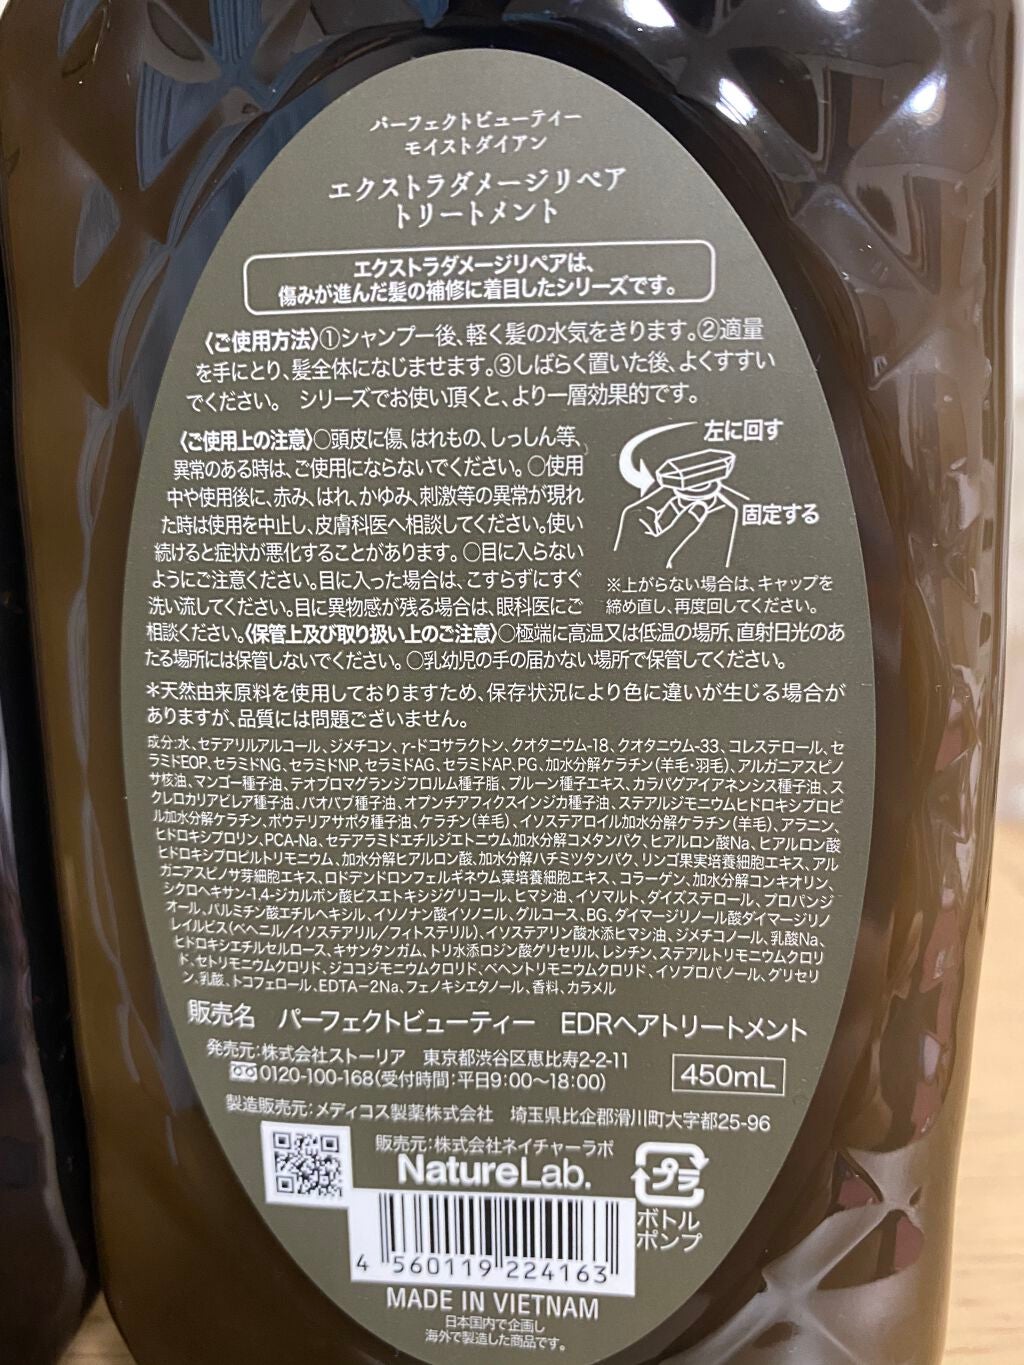 パーフェクトビューティー
モイストダイアン
エクストラダメージリペア
トリートメント
エクストラダメージリペアは、
傷みが進んだ髪の補修に着目したシリーズです。
〈ご使用方法〉①シャンプー後、軽く髪の水気をきります。②適量
を手にとり、髪全体になじませます。③しばらく置いた後、よくすすい
でください。 シリーズでお使い頂くと、より一層効果的です。
〈ご使用上の注意〉○頭皮に傷、はれもの、しっしん等、
異常のある時は、ご使用にならないでください。○使用
中や使用後に、赤み、はれ、かゆみ、刺激等の異常が現れ
た時は使用を中止し、皮膚科医へ相談してください。使い
続けると症状が悪化することがあります。○目に入らない
ようにご注意ください。目に入った場合は、こすらずにすぐ
洗い流してください。目に異物感が残る場合は、眼科医にご
相談ください。〈保管上及び取り扱い上のご注意〉○極端に高温又は低温の場所、直射日光のあ
たる場所には保管しないでください。○乳幼児の手の届かない場所で保管してください。
左に回す
固定する
※上がらない場合は、キャップを
締め直し、再度回してください。
＊天然由来原料を使用しておりますため、保存状況により色に違いが生じる場合が
ありますが、品質には問題ございません。
成分:水、セテアリルアルコール、ジメチコン、γ-ドコサラクトン、クオタニウム-18、クオタニウム-33、コレステロール、セ
ラミドEOP、セラミドNG、セラミドNP、セラミドAG、セラミドAP、PG、加水分解ケラチン(羊毛・羽毛)、アルガニアスピノ
サ核油、マンゴー種子油、テオブロマグランジフロルム種子脂、プルーン種子エキス、カラパグアイアネンシス種子油、ス
クレロカリアビレア種子油、バオバブ種子油、オプンチアフィクスインジカ種子油、ステアルジモニウムヒドロキシプロピ
ル加水分解ケラチン、ポウテリアサポタ種子油、ケラチン(羊毛)、イソステアロイル加水分解ケラチン(羊毛)、アラニン、
ヒドロキシプロリン、PCA-Na、セテアラミドエチルジエトニウム加水分解コメタンパク、ヒアルロン酸Na、ヒアルロン酸
ヒドロキシプロピルトリモニウム、加水分解ヒアルロン酸、加水分解ハチミツタンパク、リンゴ果実培養細胞エキス、アル
ガニアスピノサ芽細胞エキス、ロドデンドロンフェルギネウム葉培養細胞エキス、コラーゲン、加水分解コンキオリン、
シクロヘキサン-1,4-ジカルボン酸ビスエトキシジグリコール、ヒマシ油、イソマルト、ダイズステロール、プロパンジ
オール、パルミチン酸エチルヘキシル、イソノナン酸イソノニル、グルコース、BG、ダイマージリノール酸ダイマージリノ
レイルビス(ベヘニル/イソステアリル/フィトステリル)、イソステアリン酸水添ヒマシ油、ジメチコノール、乳酸Na、
ヒドロキシエチルセルロース、キサンタンガム、トリ水添ロジン酸グリセリル、レシチン、ステアルトリモニウムクロリ
ド、セトリモニウムクロリド、ジココジモニウムクロリド、ベヘントリモニウムクロリド、イソプロパノール、グリセリ
ン、乳酸、トコフェロール、EDTA-2Na、フェノキシエタノール、香料、カラメル
販売名 パーフェクトビューティー EDRヘアトリートメント
発売元:株式会社ストーリア 東京都渋谷区恵比寿2-2-11
0120-100-168(受付時間:平日9:00〜18:00)
450mL
製造販売元:メディコス製薬株式会社 埼玉県比企郡滑川町大字都25-96
販売元:株式会社ネイチャーラボ
NatureLab.
プラ
ボトル
ポンプ
4 560119 224163
MADE IN VIETNAM
日本国内で企画し
海外で製造した商品です。